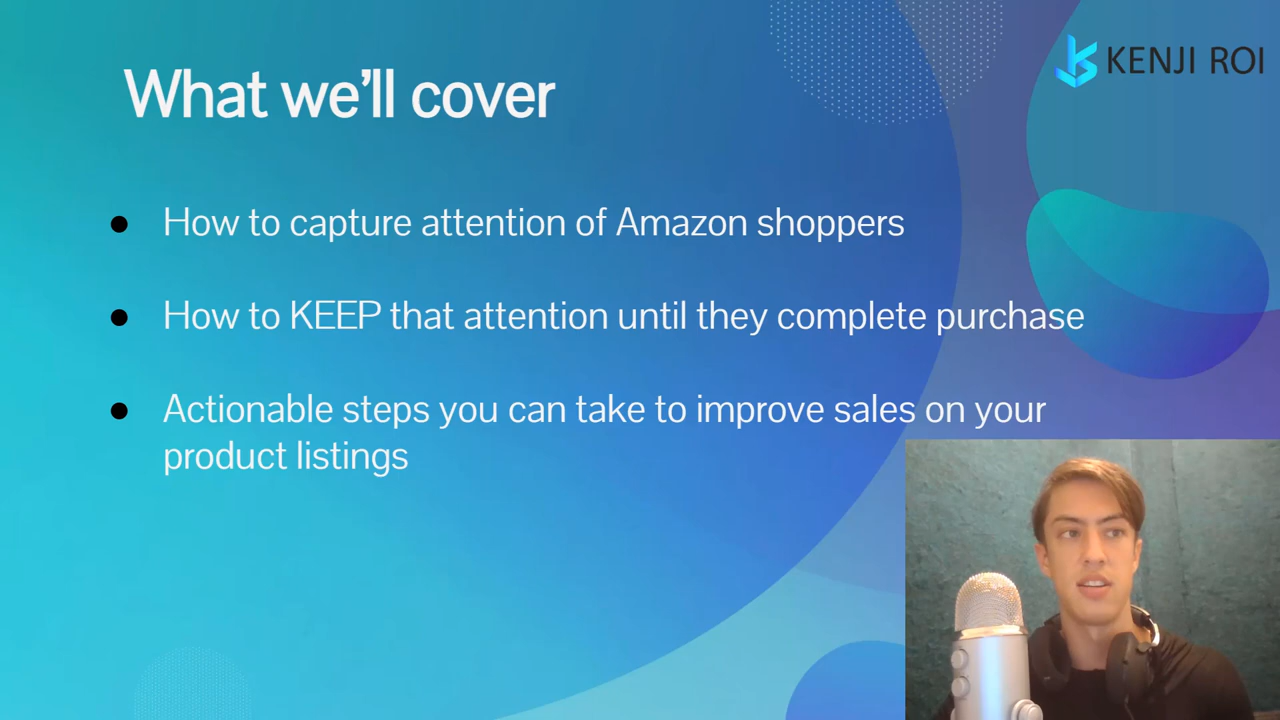 KENJI ROI
What we'll cover
● How to capture attention of Amazon shoppers
● How to KEEP that attention until they complete purchase
● Actionable steps you can take to improve sales on your
product listings